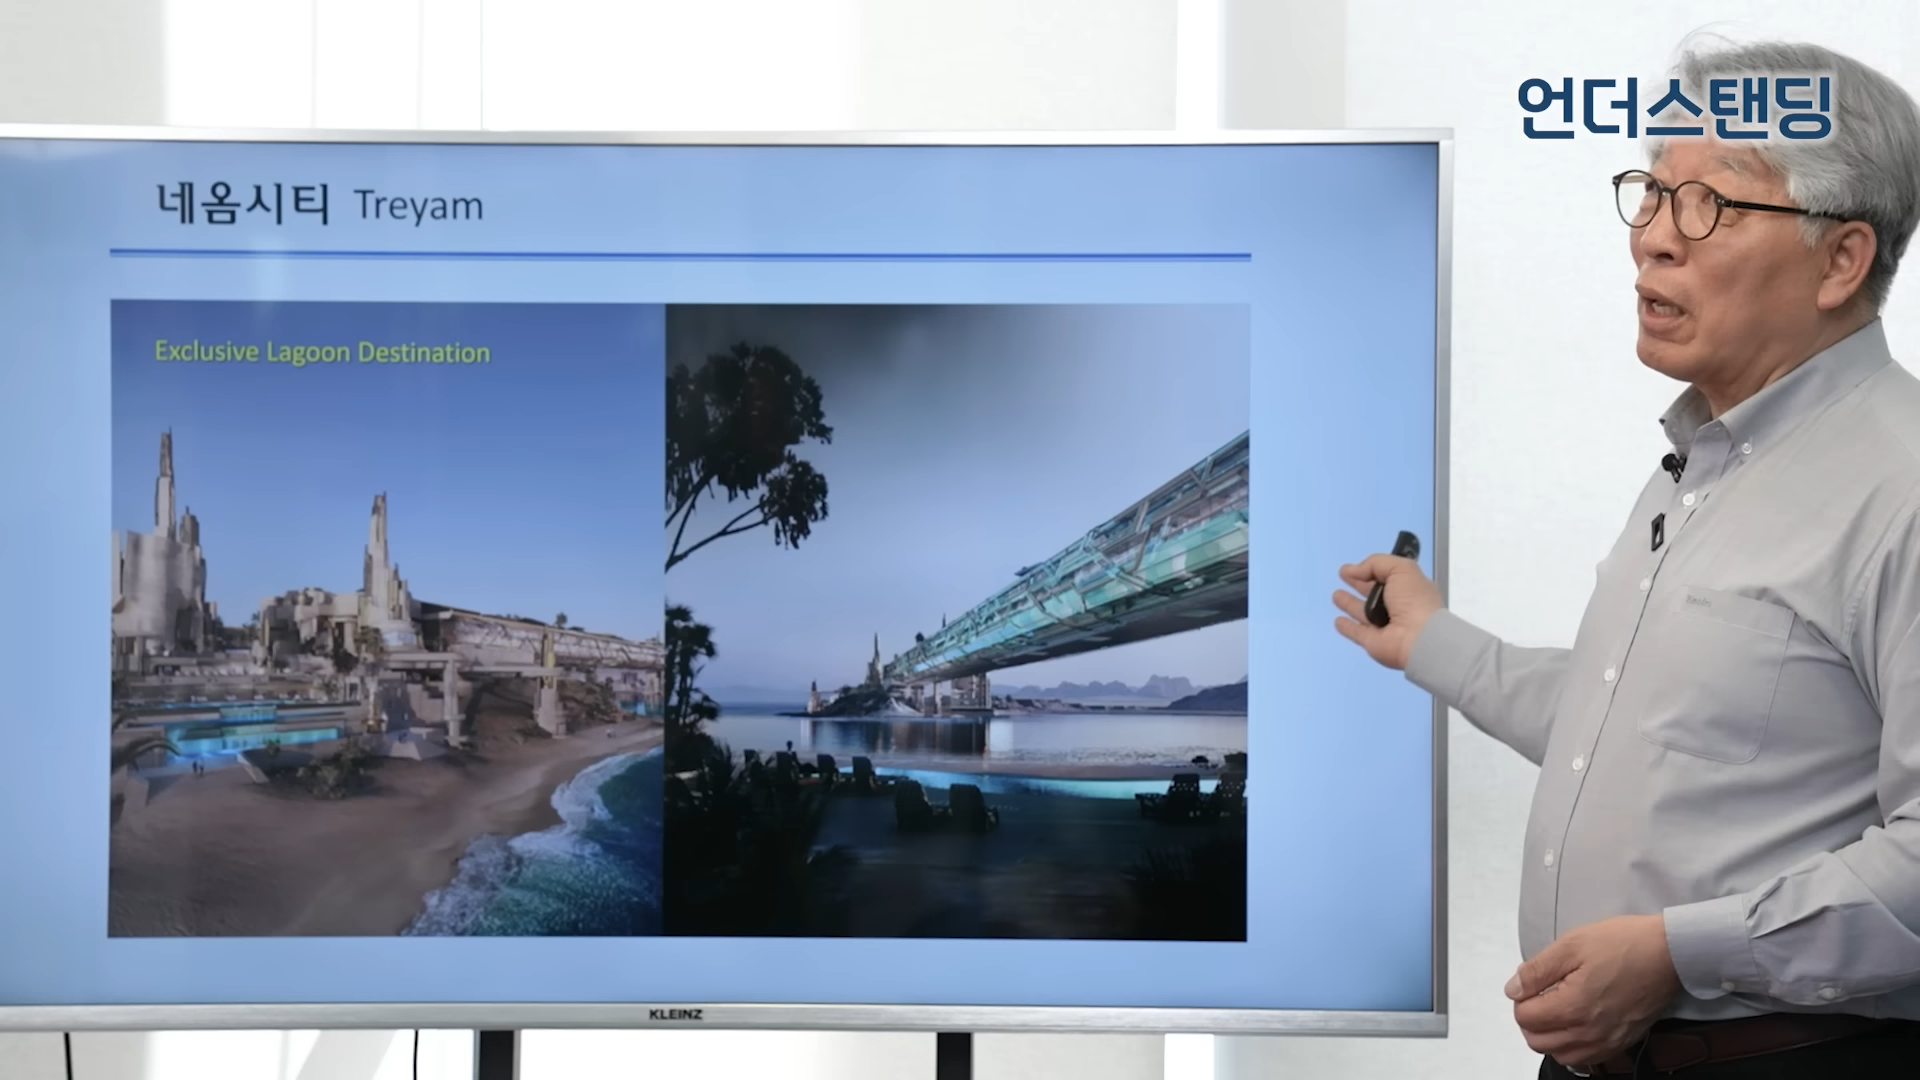 언더스탠딩
네옴시티 Treyam
Exclusive Lagoon Destination
KLEINZ